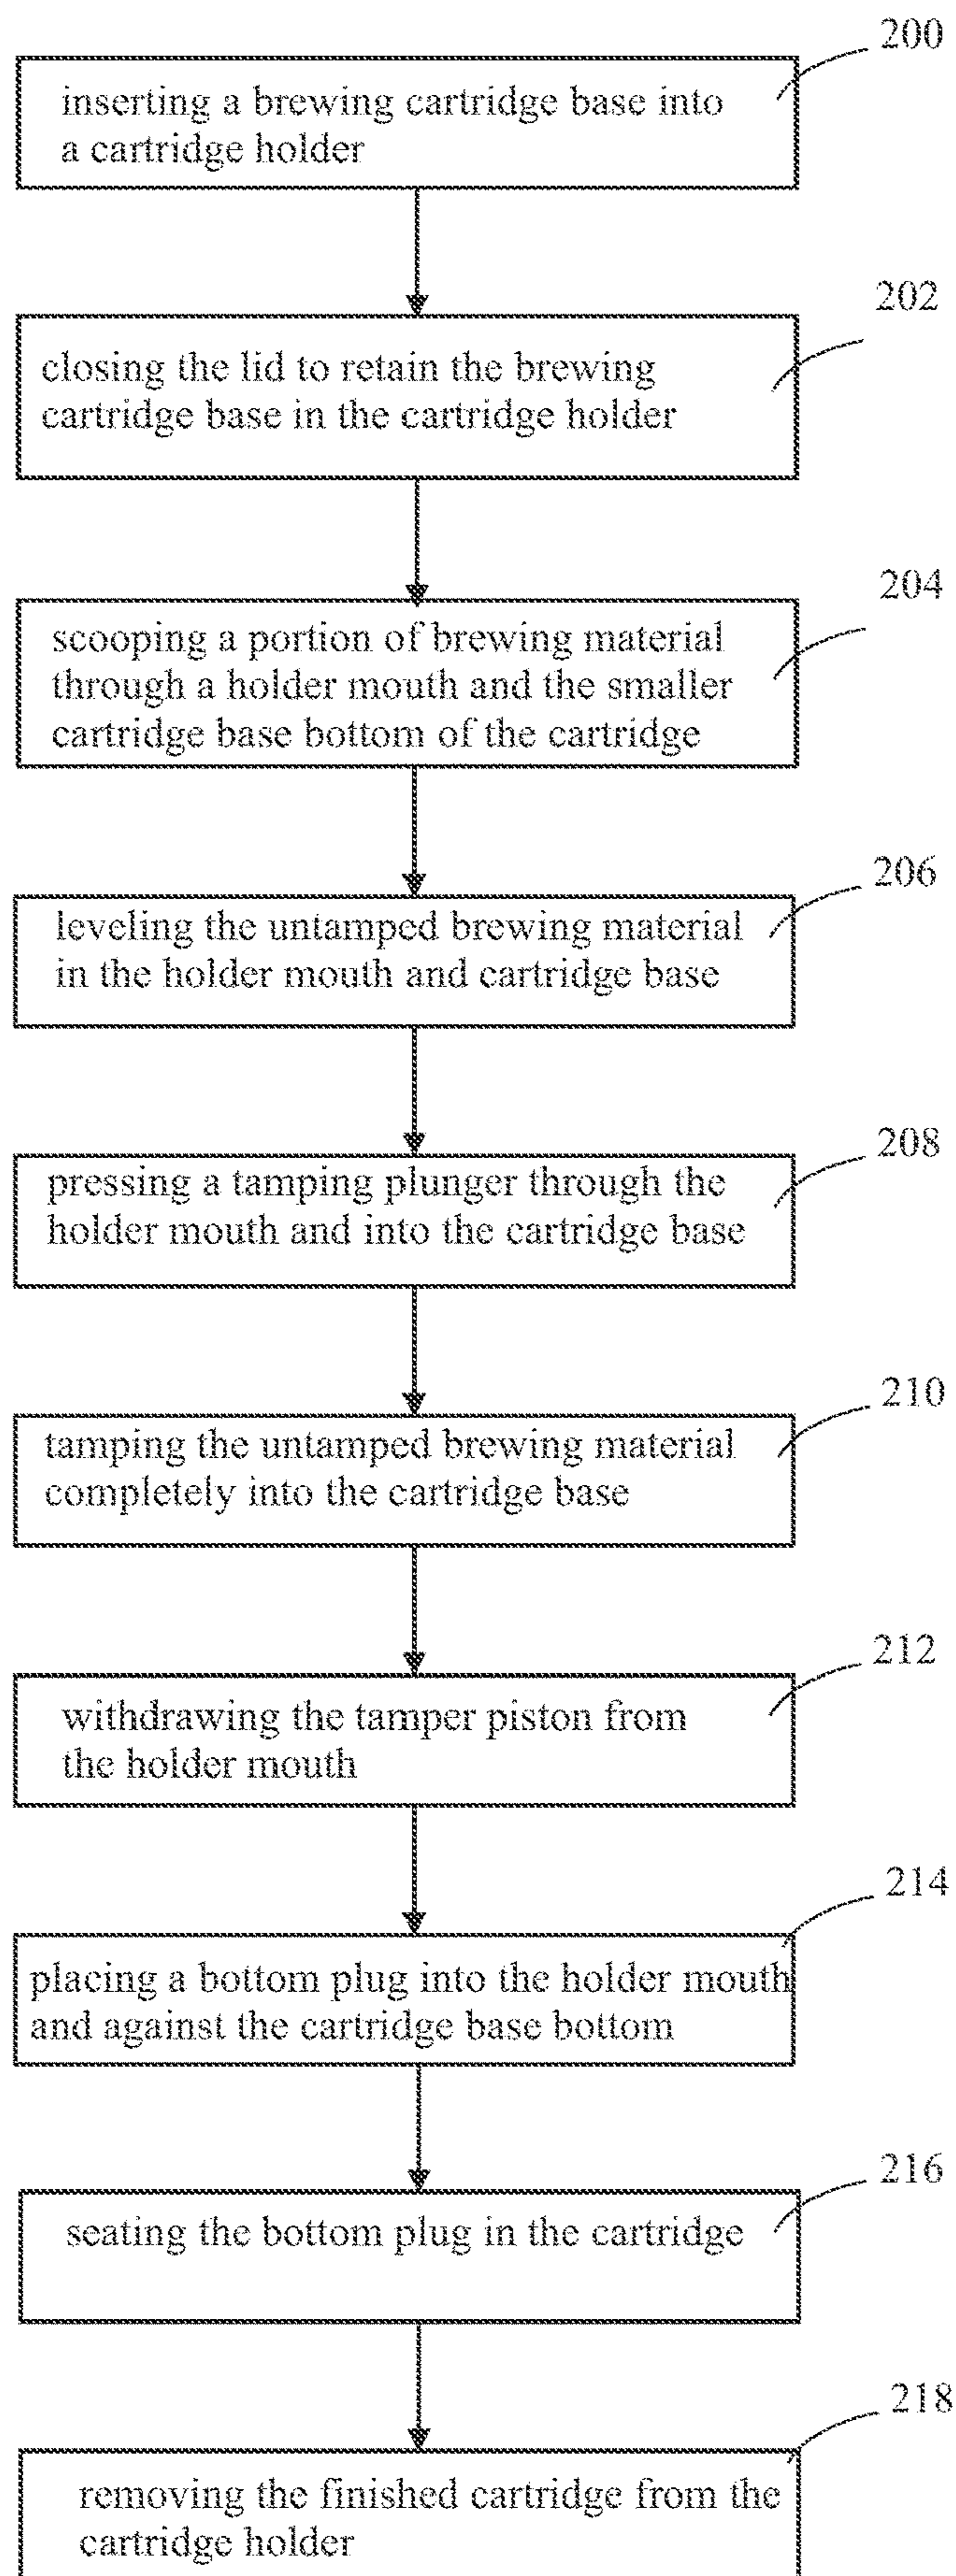 200
inserting a brewing cartridge base into
a cartridge holder
202
closing the lid to retain the brewing
cartridge base in the cartridge holder
204
scooping a portion of brewing material
through a holder mouth and the smaller
cartridge base bottom of the cartridge
206
leveling the untamped brewing material
in the holder mouth and cartridge base
208
pressing a tamping plunger through the
holder mouth and into the cartridge base
210
tamping the untamped brewing material
completely into the cartridge base
212
withdrawing the tamper piston from
the holder mouth
214
placing a bottom plug into the holder mouth
and against the cartridge base bottom
216
seating the bottom plug in the cartridge
218
removing the finished cartridge from the
cartridge holder